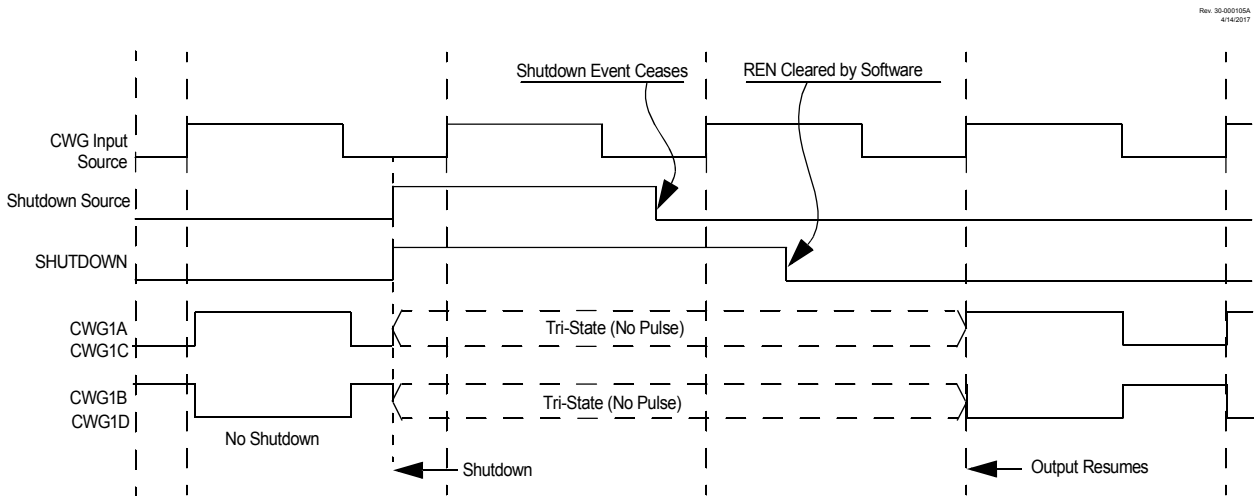 Rev. 30-000105A
4/14/2017
Shutdown Event Ceases
REN Cleared by Software
CWG Input
Source
Shutdown Source
SHUTDOWN
CWG1A
CWG1C
Tri-State (No Pulse)
CWG1B
CWG1D
Tri-State (No Pulse)
No Shutdown
Shutdown
Output Resumes